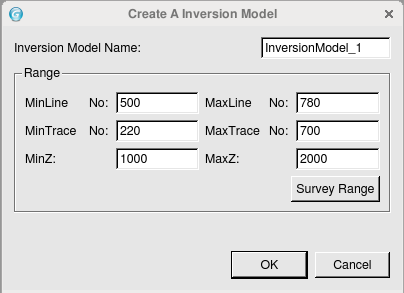 Create A Inversion Model
Inversion Model Name: InversionModel_1
Range
MinLine No: 500 MaxLine No: 780
MinTrace No: 220 MaxTrace No: 700
MinZ: 1000 MaxZ: 2000
Survey Range
OK Cancel